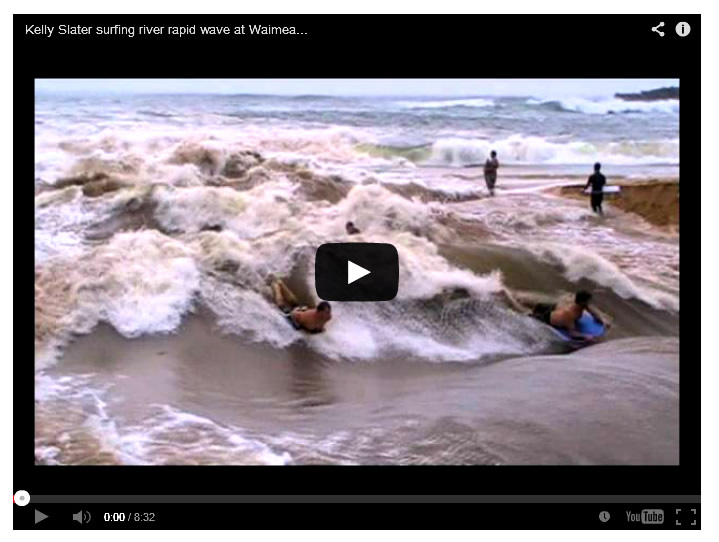 Kelly Slater surfing river rapid wave at Waimea...
0:00 / 8:32
YouTube